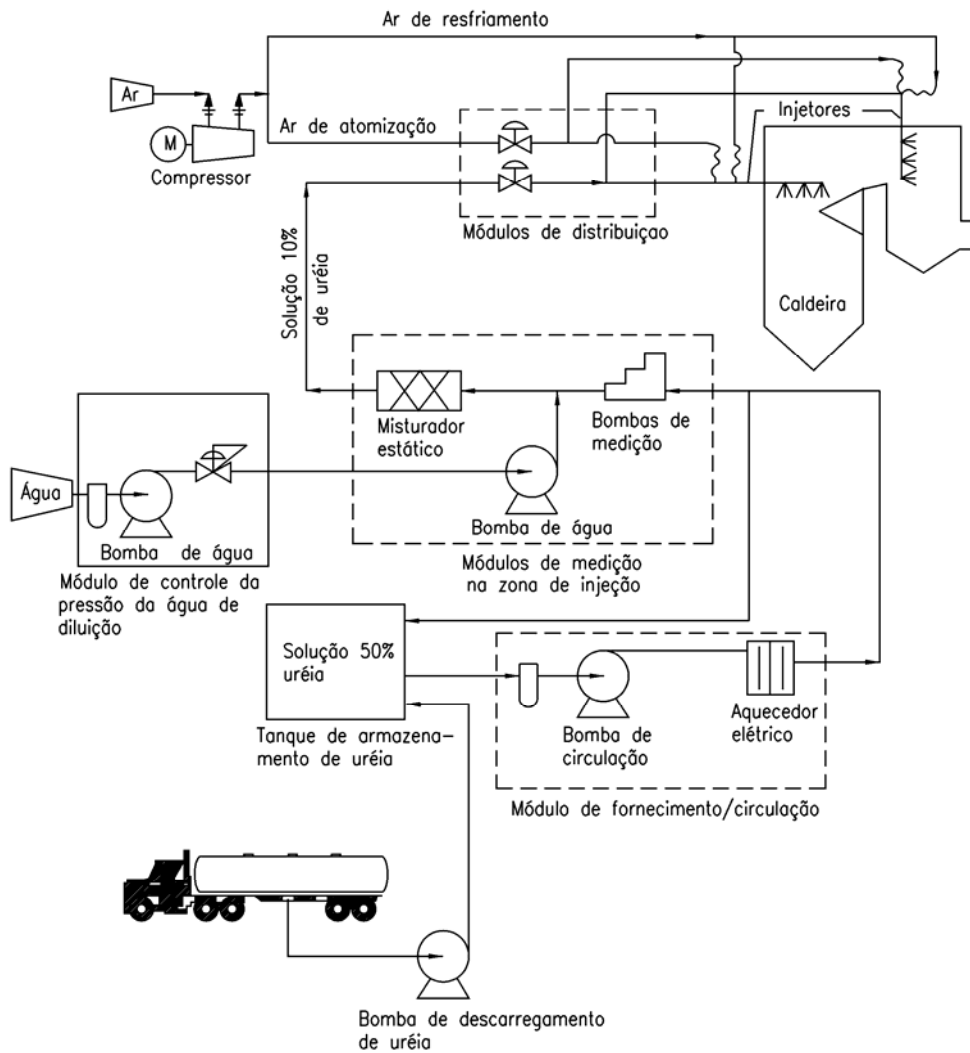 Ar de resfriamento
Ar
Ar de atomização
Injetores
M
Compressor
Módulos de distribuiçao
Solução 10%
de uréia
Caldeira
Misturador
estático
Bombas de
medição
Água
Bomba de água
Bomba de água
Módulo de controle da
pressão da água de
diluição
Módulos de medição
na zona de injeção
Solução 50%
uréia
Tanque de armazena-
mento de uréia
Bomba de
circulação
Aquecedor
elétrico
Módulo de fornecimento/circulação
Bomba de descarregamento
de uréia